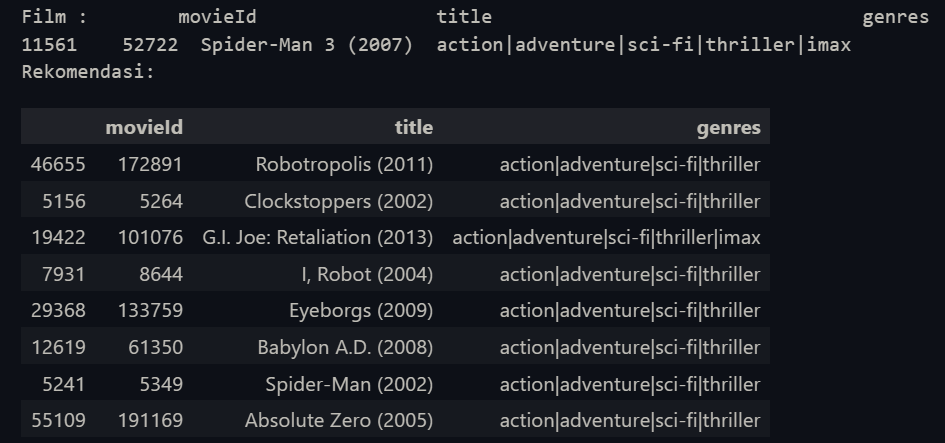 Film : movieId title genres
11561 52722 Spider-Man 3 (2007) action|adventure|sci-fi|thriller|imax
Rekomendasi:
movieId title genres
46655 172891 Robotropolis (2011) action|adventure|sci-fi|thriller
5156 5264 Clockstoppers (2002) action|adventure|sci-fi|thriller
19422 101076 G.I. Joe: Retaliation (2013) action|adventure|sci-fi|thriller|imax
7931 8644 I, Robot (2004) action|adventure|sci-fi|thriller
29368 133759 Eyeborgs (2009) action|adventure|sci-fi|thriller
12619 61350 Babylon A.D. (2008) action|adventure|sci-fi|thriller
5241 5349 Spider-Man (2002) action|adventure|sci-fi|thriller
55109 191169 Absolute Zero (2005) action|adventure|sci-fi|thriller